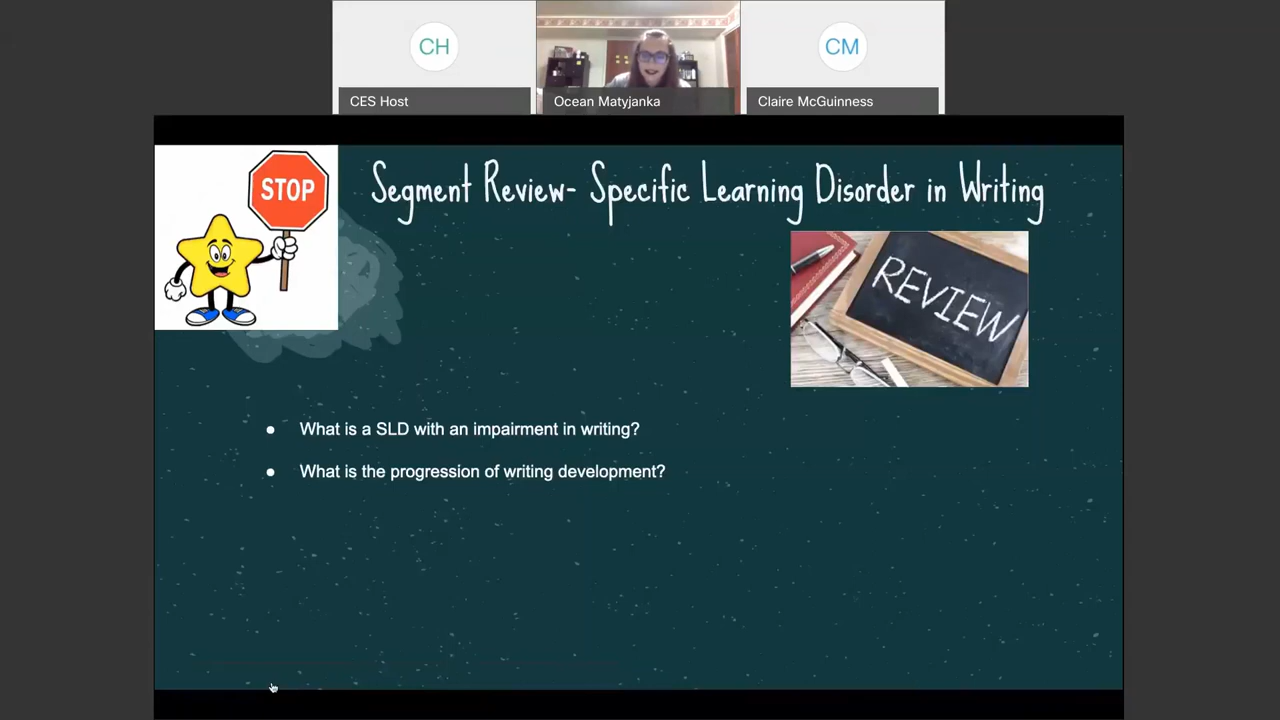 CH
CM
CES Host
Ocean Matyjanka
Claire McGuinness
STOP
Segment Review- Specific Learning Disorder in Writing
REVIEW
What is a SLD with an impairment in writing?
What is the progression of writing development?